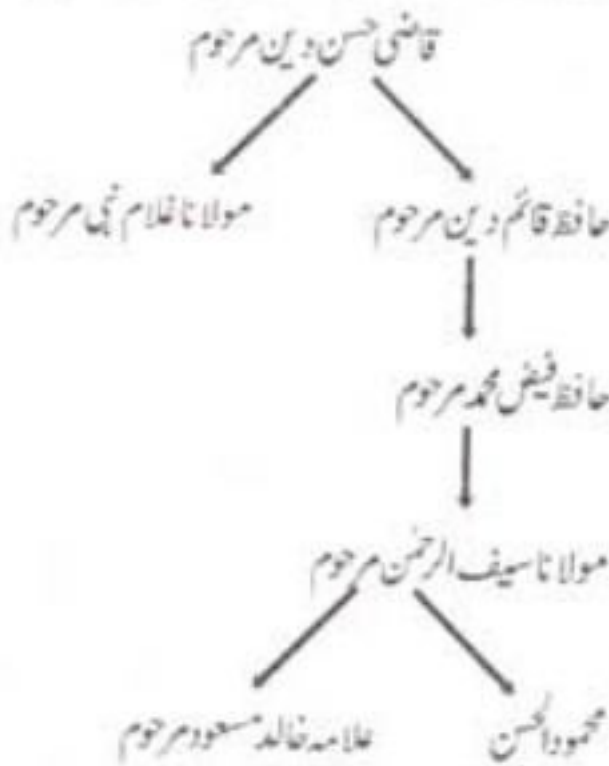 قاضی حسن دین مرحوم
حافظ قائم دین مرحوم
مولانا غلام نبی مرحوم
حافظ فیض محمد مرحوم
مولانا سیف الرحمٰن مرحوم
محمود الحسن
علامہ خالد مسعود مرحوم